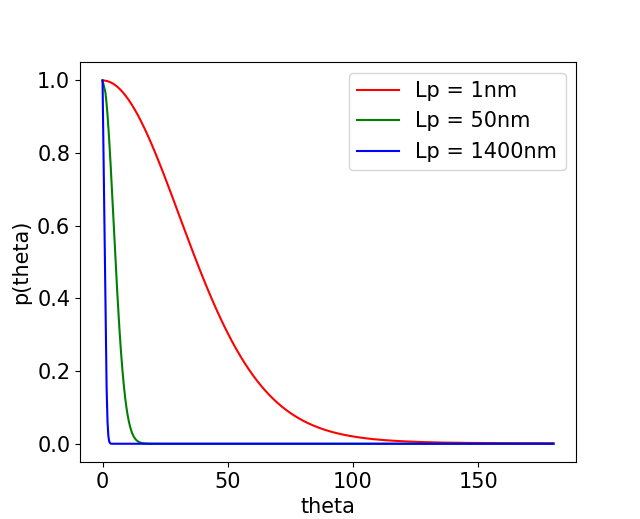 Lp = 1nm
Lp = 50nm
Lp = 1400nm
p(theta)
1.0
0.8
0.6
0.4
0.2
0.0
0 50 100 150
theta